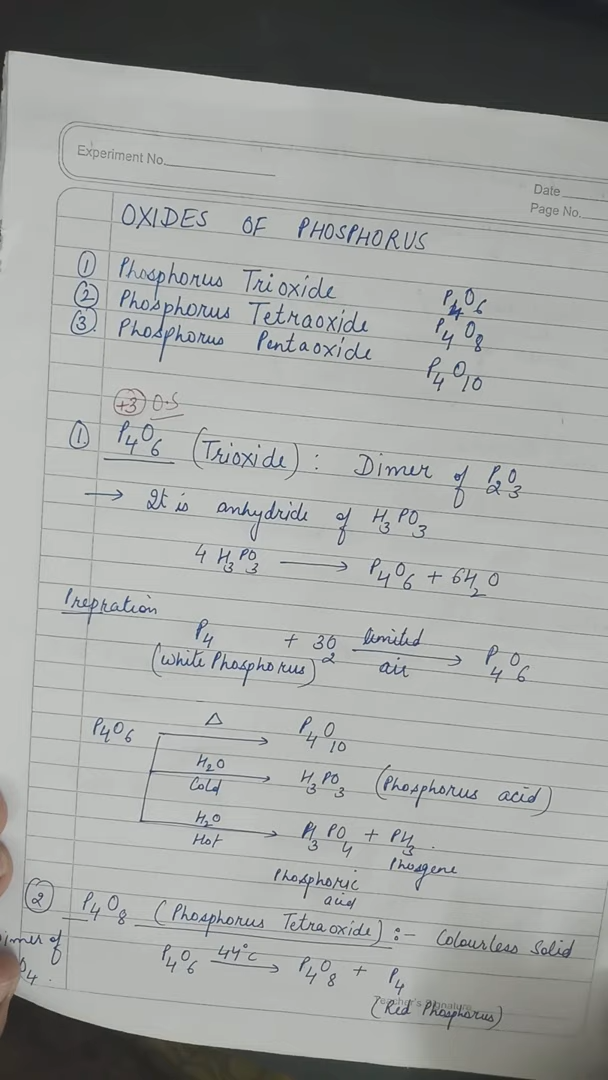 Experiment No.
Date
Page No.
OXIDES OF PHOSPHORUS
① Phosphorus Trioxide P₄O₆
② Phosphorus Tetraoxide P₄O₈
③ Phosphorus Pentaoxide P₄O₁₀
+3 O.S
① P₄O₆ (Trioxide) : Dimer of P₂O₃
→ It is anhydride of H₃PO₃
4 H₃PO₃ → P₄O₆ + 6H₂O
Prepration
P₄ + 3O₂ limited air → P₄O₆
(White Phosphorus)
P₄O₆ Δ → P₄O₁₀
H₂O Cold → H₃PO₃ (Phosphorus acid)
H₂O Hot → H₃PO₄ + PH₃.
Phosphoric acid Phosgene
② P₄O₈ (Phosphorus Tetraoxide) :- Colourless Solid
Dimer of
P₄O₆ 44°C → P₄O₈ + P₄
Teacher's Signature
(Red Phosphorus)